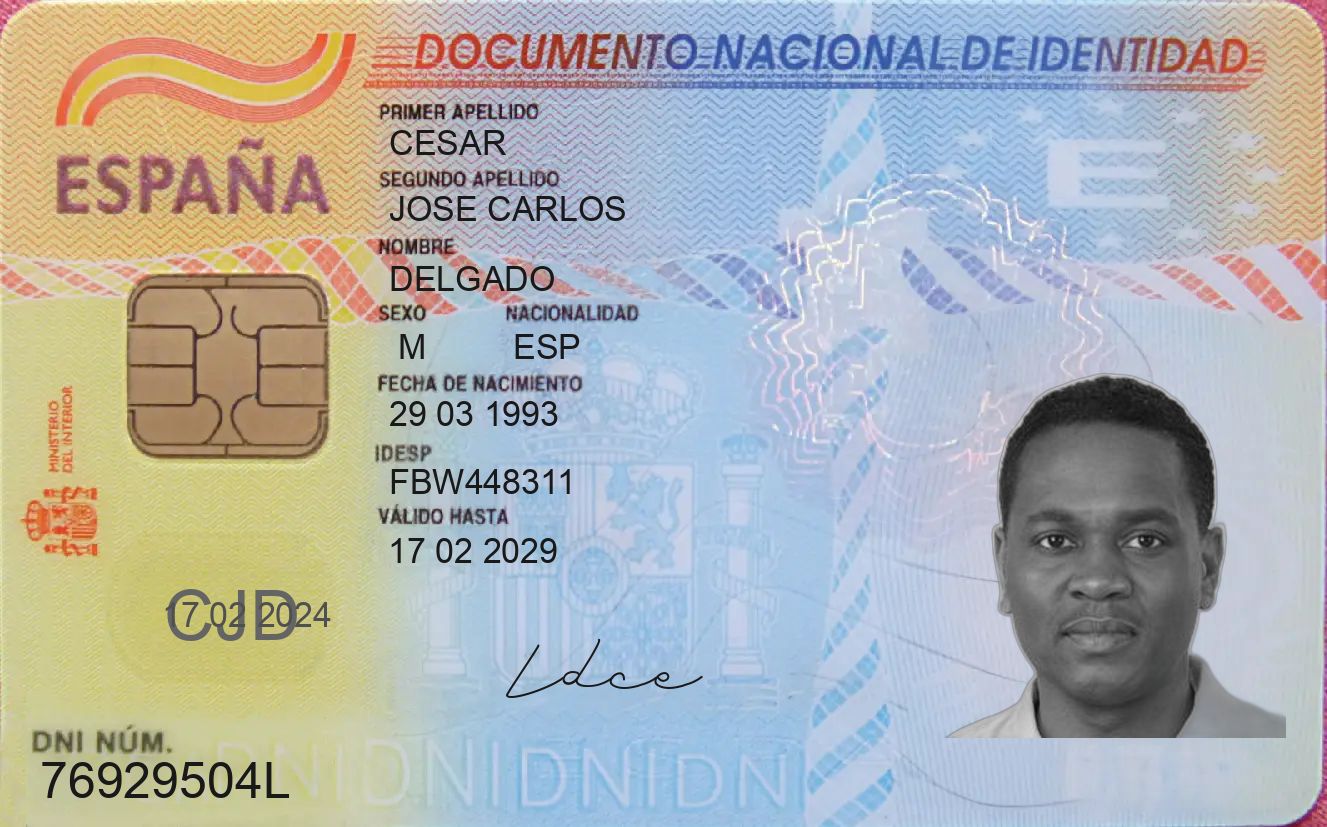 DOCUMENTO NACIONAL DE IDENTIDAD
ESPAÑA
PRIMER APELLIDO
CESAR
SEGUNDO APELLIDO
JOSE CARLOS
NOMBRE
DELGADO
SEXO NACIONALIDAD
M ESP
FECHA DE NACIMIENTO
29 03 1993
IDESP
FBW448311
VÁLIDO HASTA
17 02 2029
MINISTERIO
DEL INTERIOR
E
CJD
17 02 2024
Ldce
DNI NÚM.
76929504L
DNIDNIDNIDNI